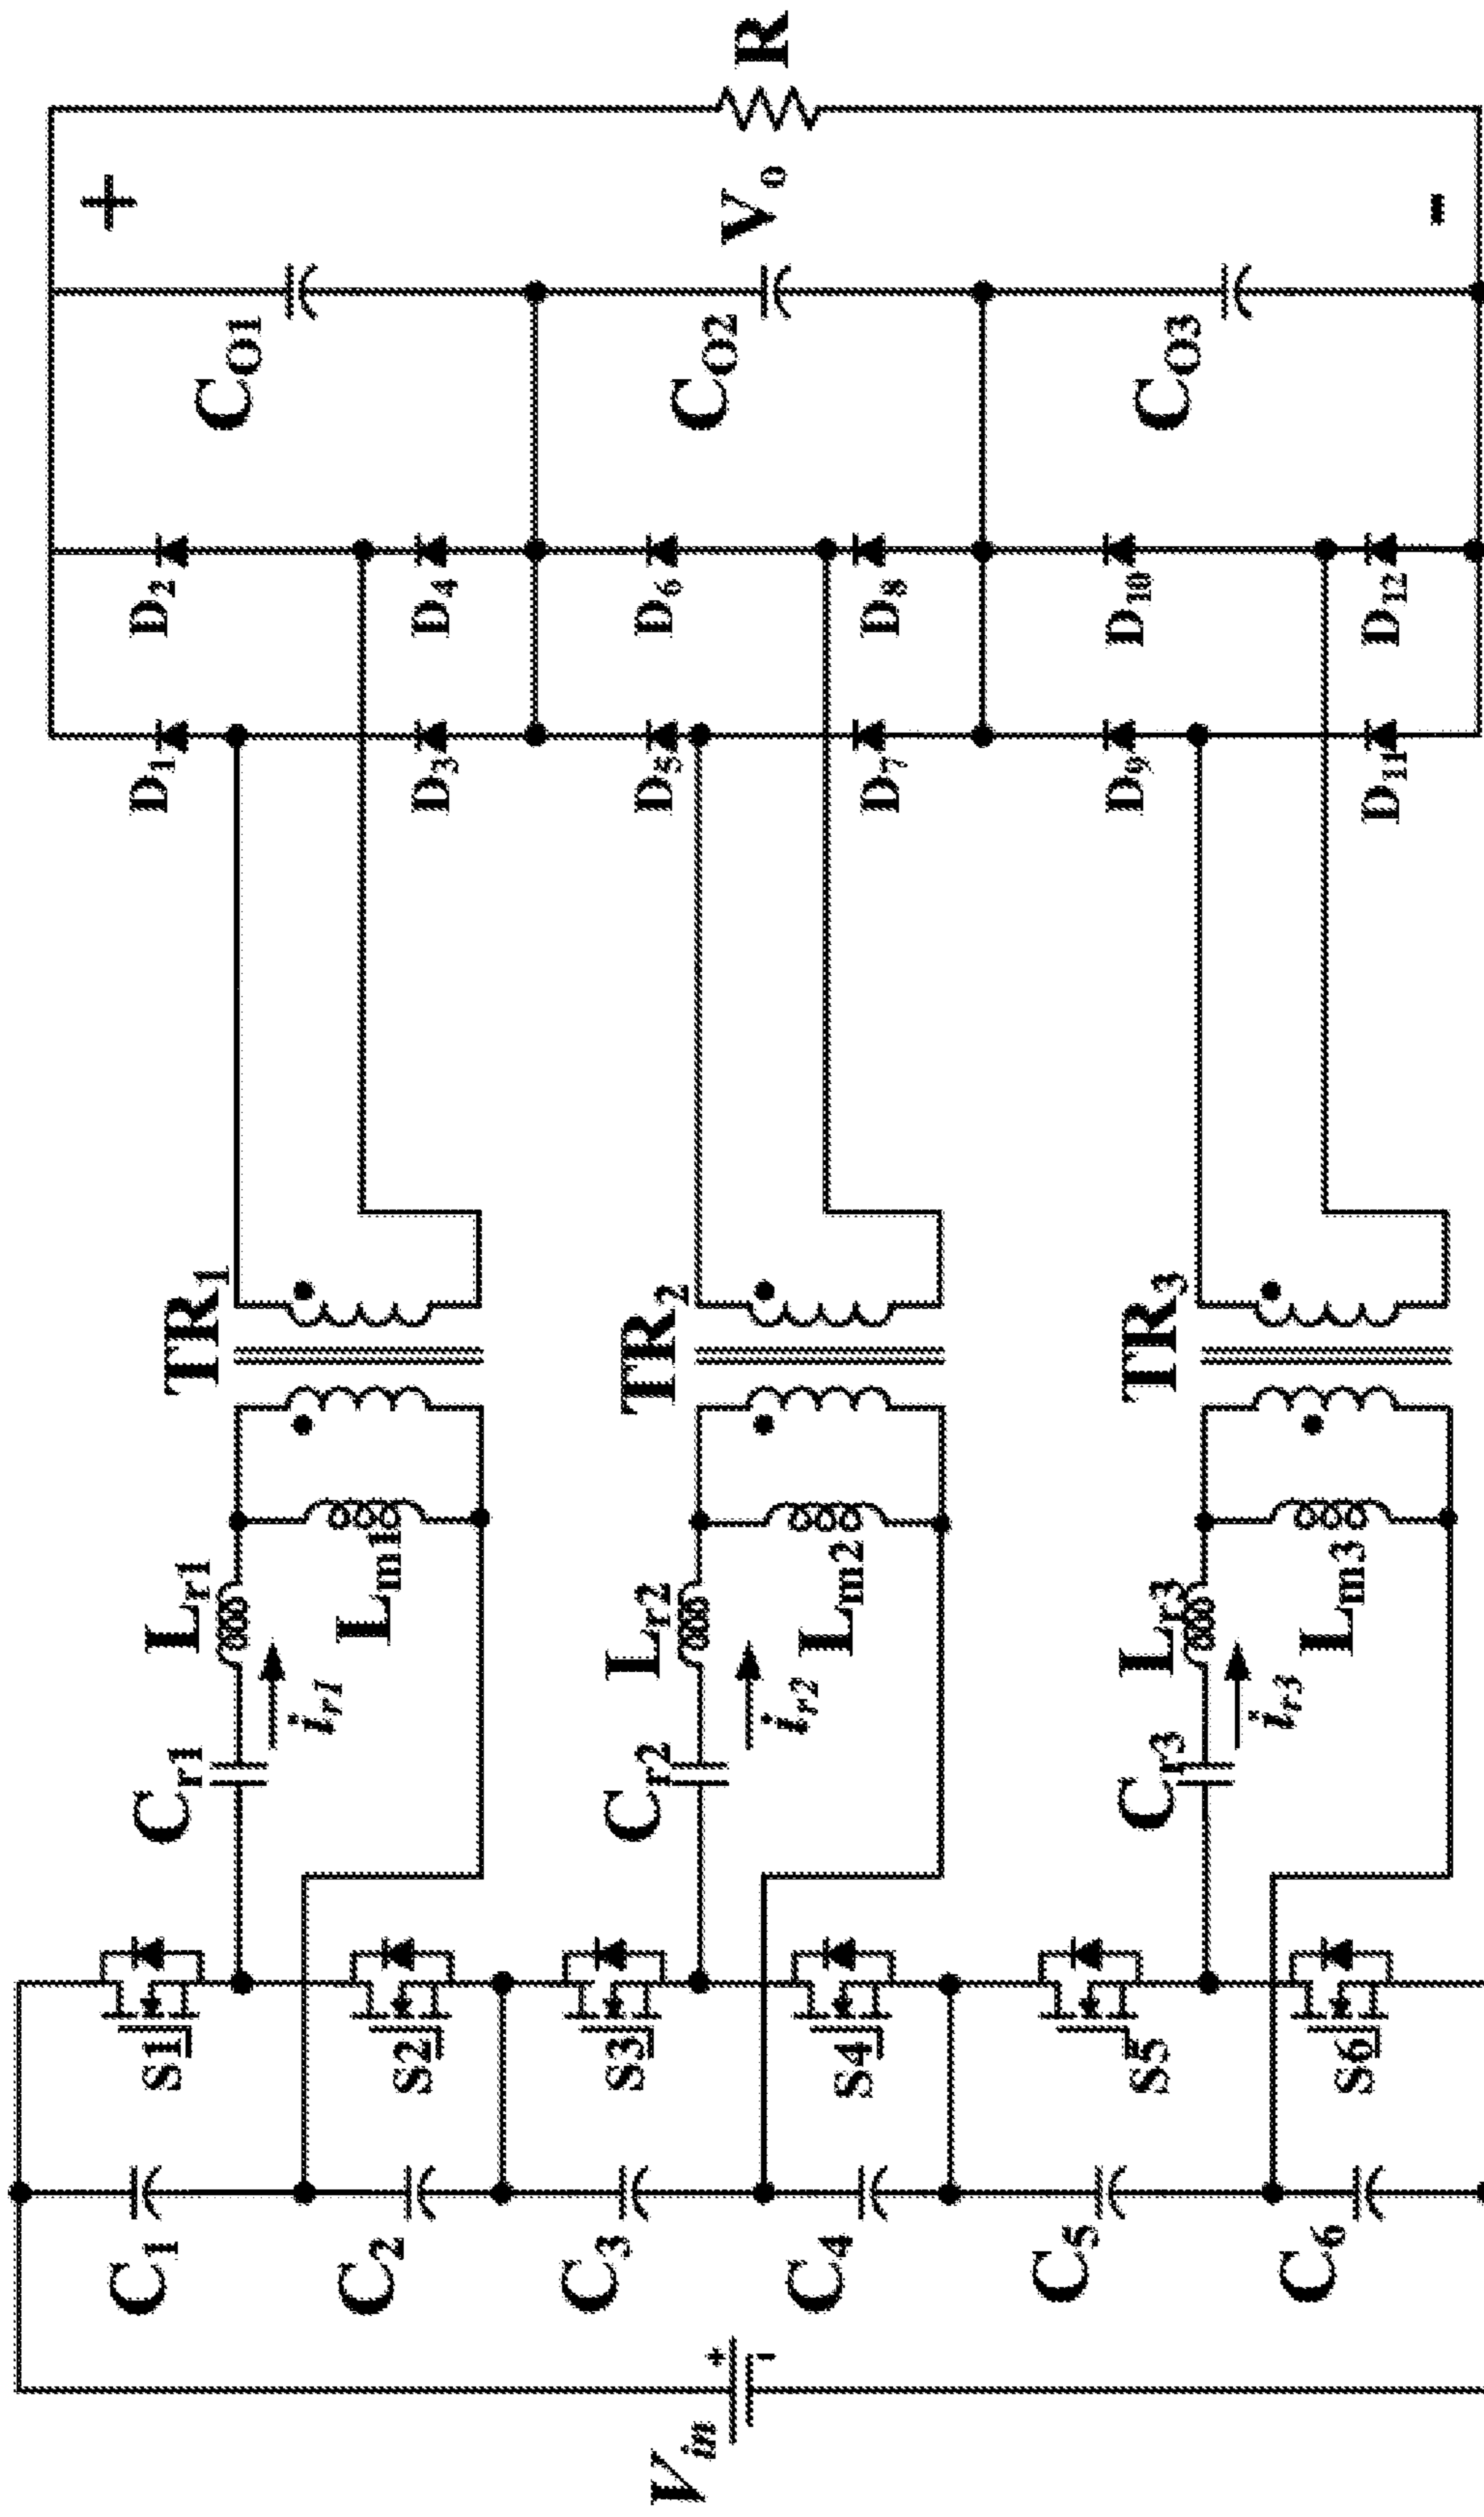 TR1
TR2
TR3
Vin
+
-
C1
C2
C3
C4
C5
C6
S1
S2
S3
S4
S5
S6
Cr1
Lr1
ir1
Lm1
Cr2
Lr2
ir2
Lm2
Cr3
Lr3
ir3
Lm3
D1
D2
D3
D4
D5
D6
D7
D8
D9
D10
D11
D12
CO1
CO2
CO3
+
Vo
-
R